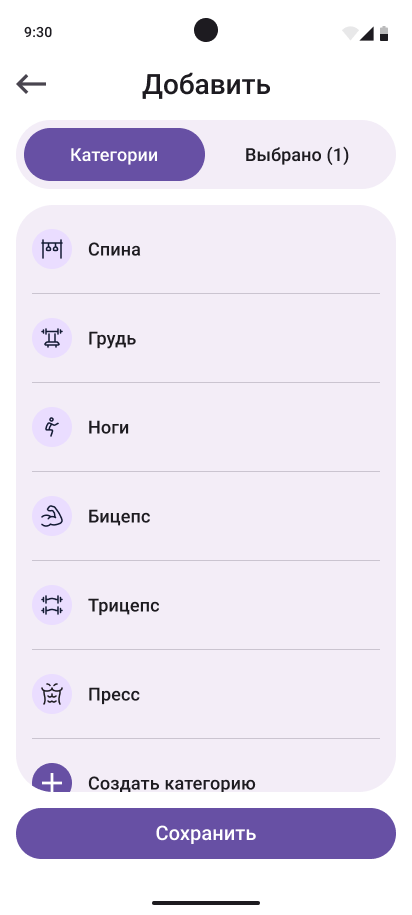 9:30
Добавить
Категории
Выбрано (1)
Спина
Грудь
Ноги
Бицепс
Трицепс
Пресс
Создать категорию
Сохранить